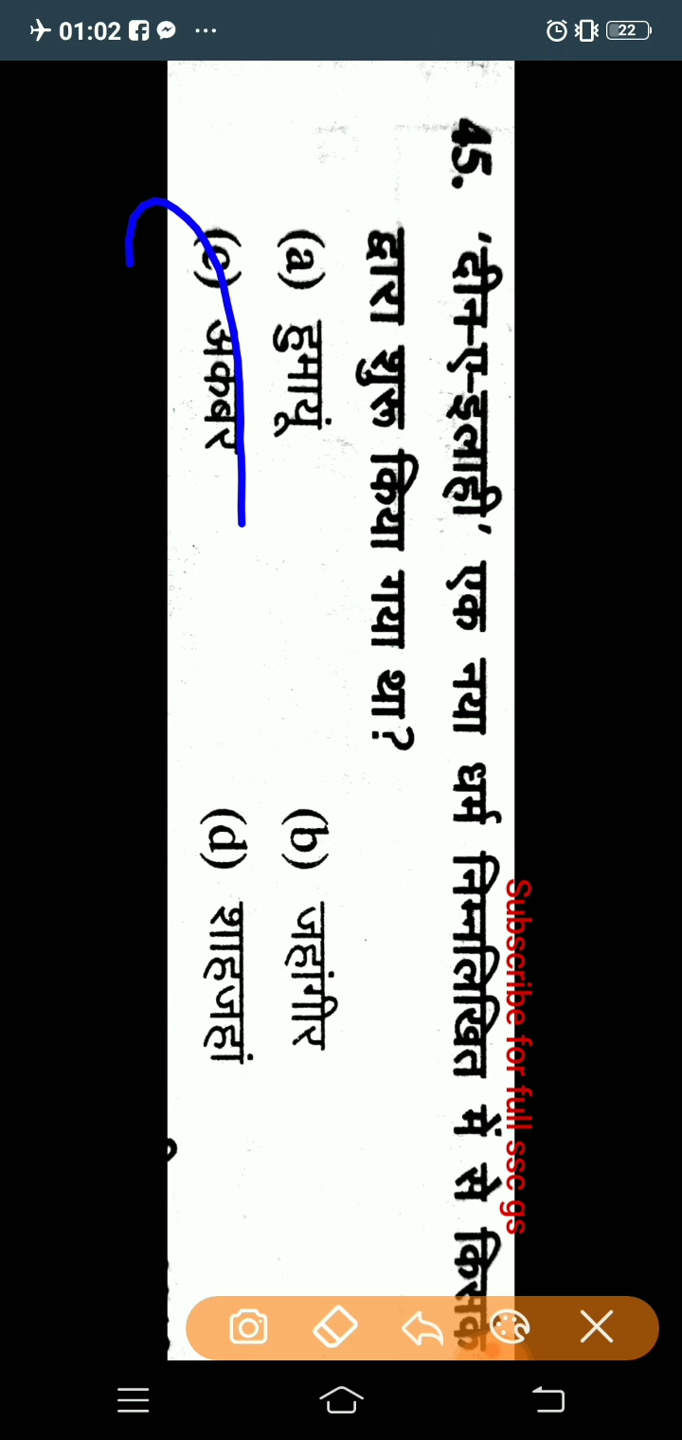 01:02
22
45. 'दीन-ए-इलाही' एक नया धर्म निम्नलिखित में से किसके
द्वारा शुरू किया गया था?
(a) हुमायूं (b) जहांगीर
(c) अकबर (d) शाहजहां
Subscribe for full ssc gs